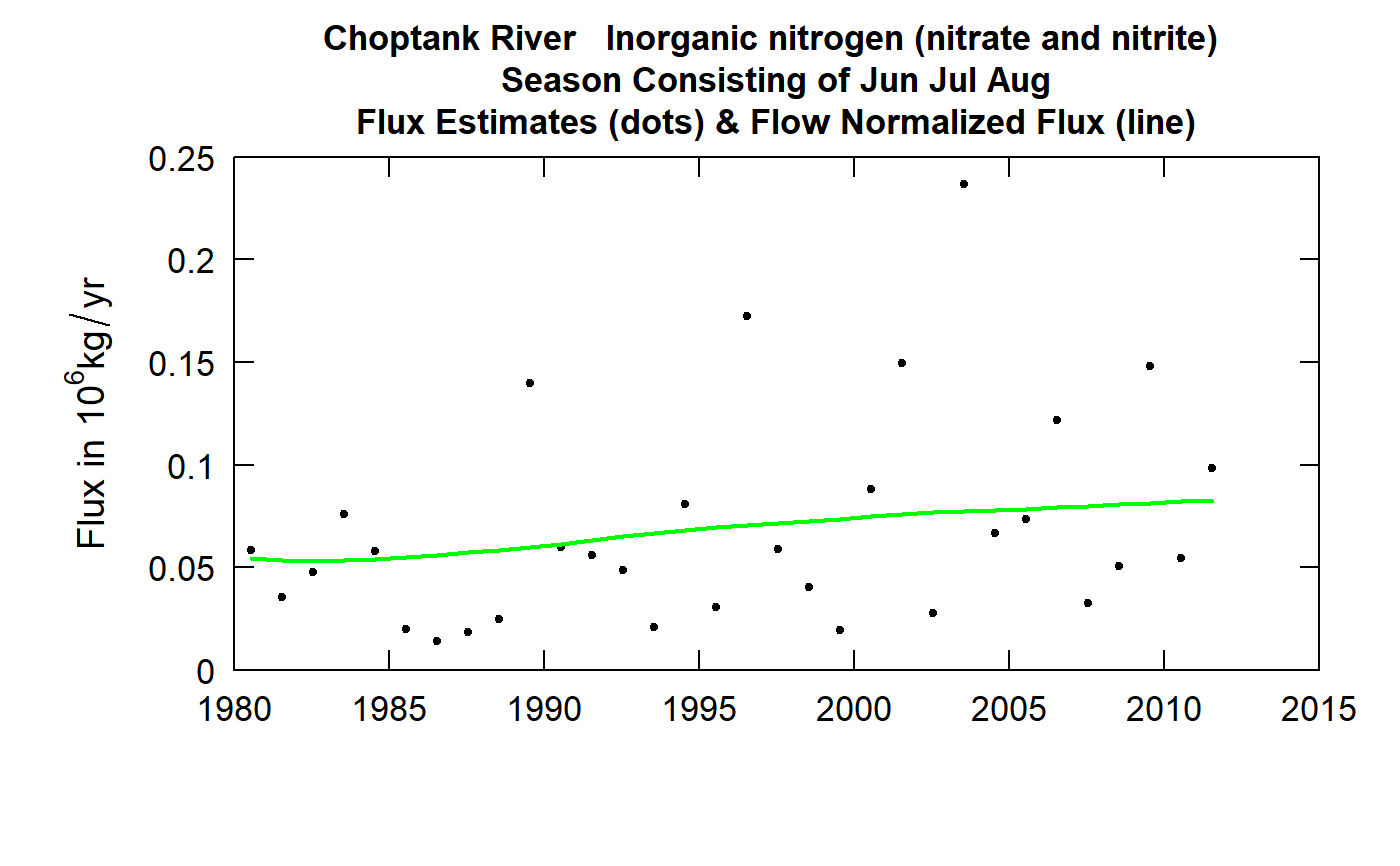 Choptank River   Inorganic nitrogen (nitrate and nitrite)
Season Consisting of Jun Jul Aug
Flux Estimates (dots) & Flow Normalized Flux (line)
Flux in 10⁶kg/yr
0.25
0.2
0.15
0.1
0.05
0
1980 1985 1990 1995 2000 2005 2010 2015